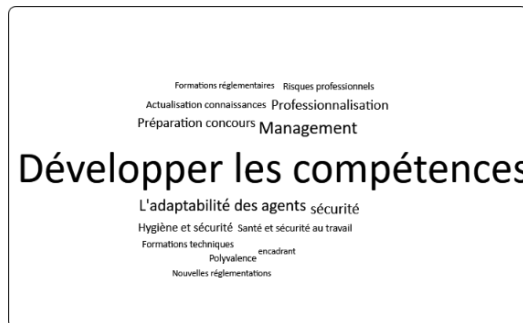 Formations réglementaires Risques professionnels
Actualisation connaissances Professionnalisation
Préparation concours Management
Développer les compétences
L'adaptabilité des agents sécurité
Hygiène et sécurité Santé et sécurité au travail
Formations techniques
encadrant
Polyvalence
Nouvelles réglementations